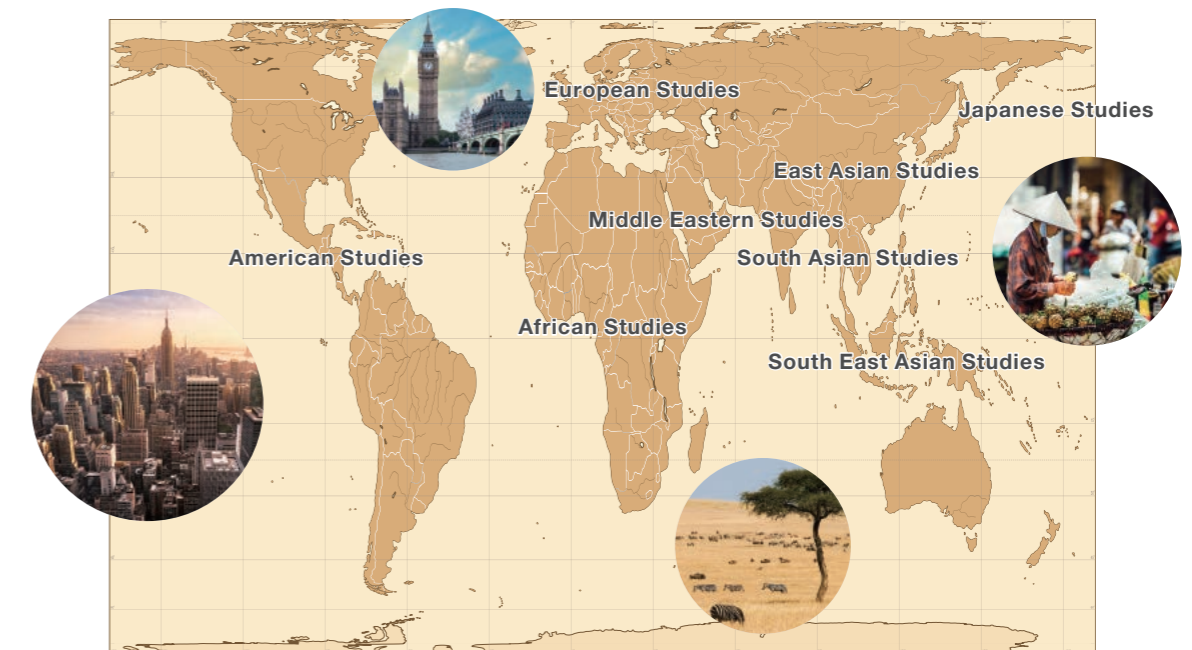 European Studies
Japanese Studies
East Asian Studies
Middle Eastern Studies
American Studies
South Asian Studies
African Studies
South East Asian Studies